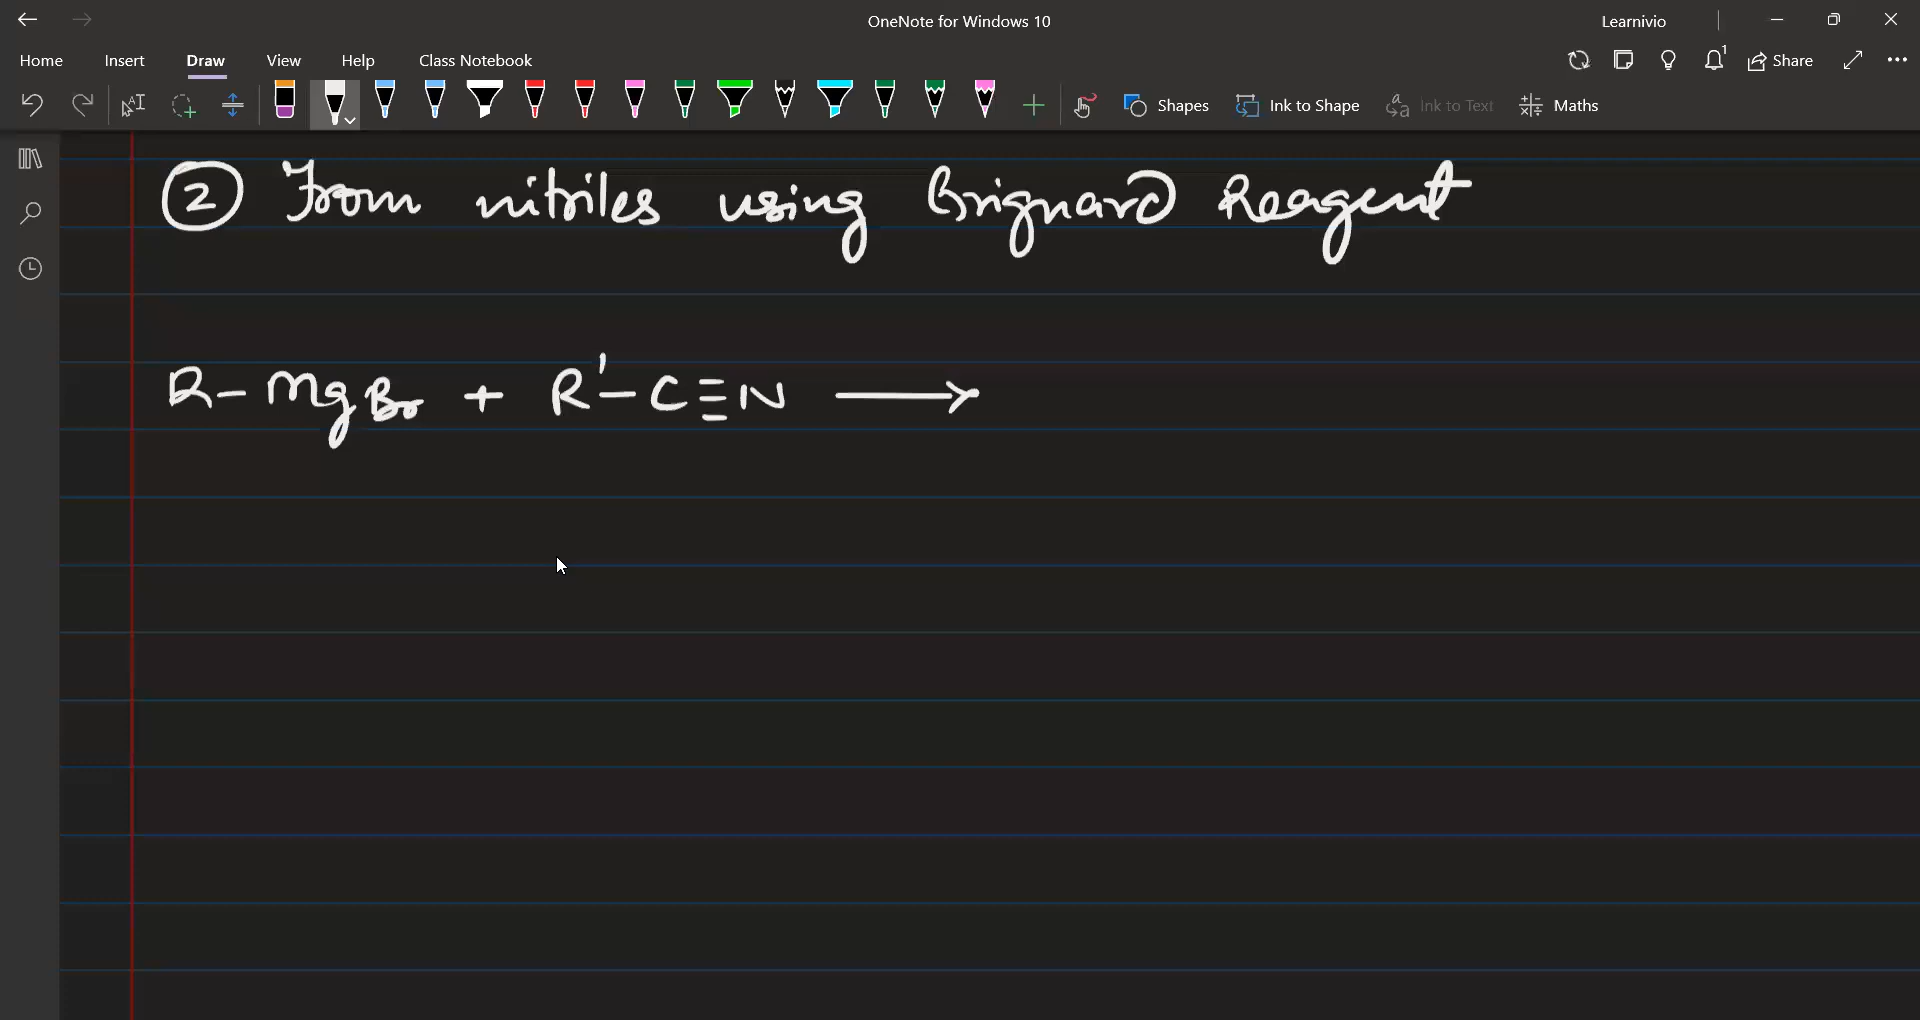 OneNote for Windows 10
Learnivio
Home Insert Draw View Help Class Notebook
1
Share
Shapes Ink to Shape Ink to Text Maths
② From nitriles using Grignard Reagent
R-MgBr + R'-C≡N ⟶